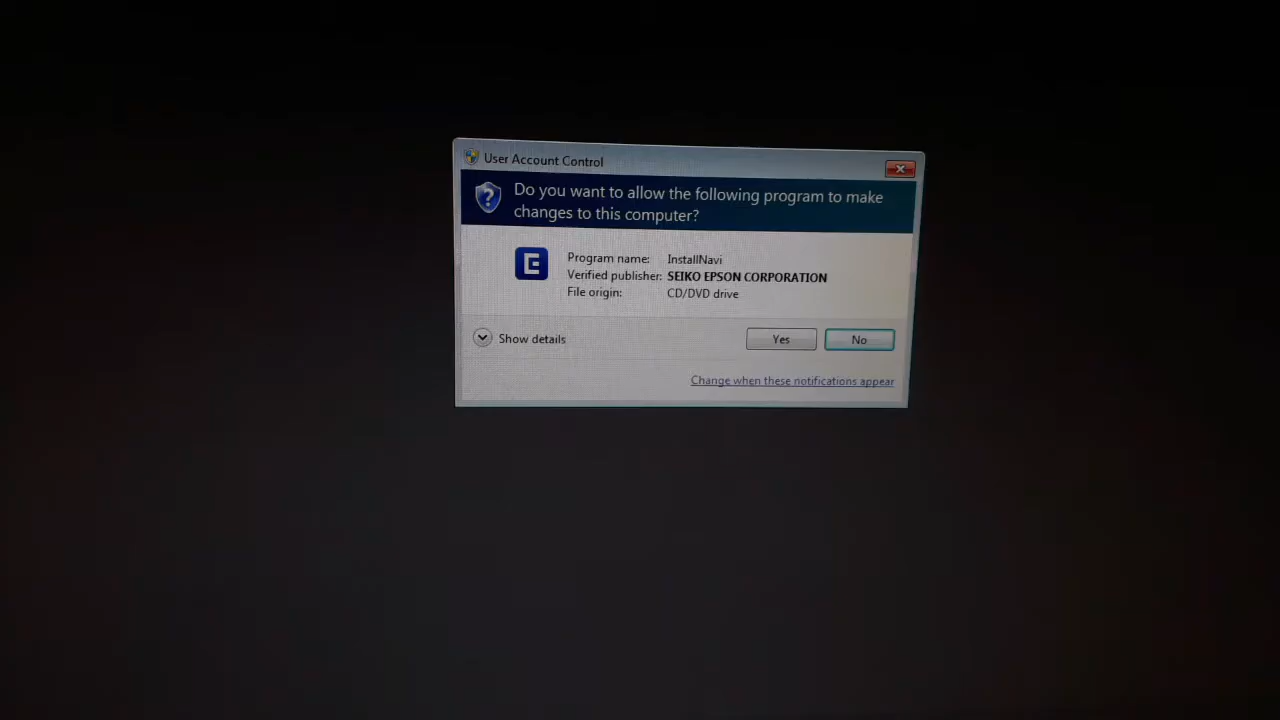 User Account Control
Do you want to allow the following program to make
changes to this computer?
Program name: InstallNavi
Verified publisher: SEIKO EPSON CORPORATION
File origin: CD/DVD drive
Show details
Yes
No
Change when these notifications appear